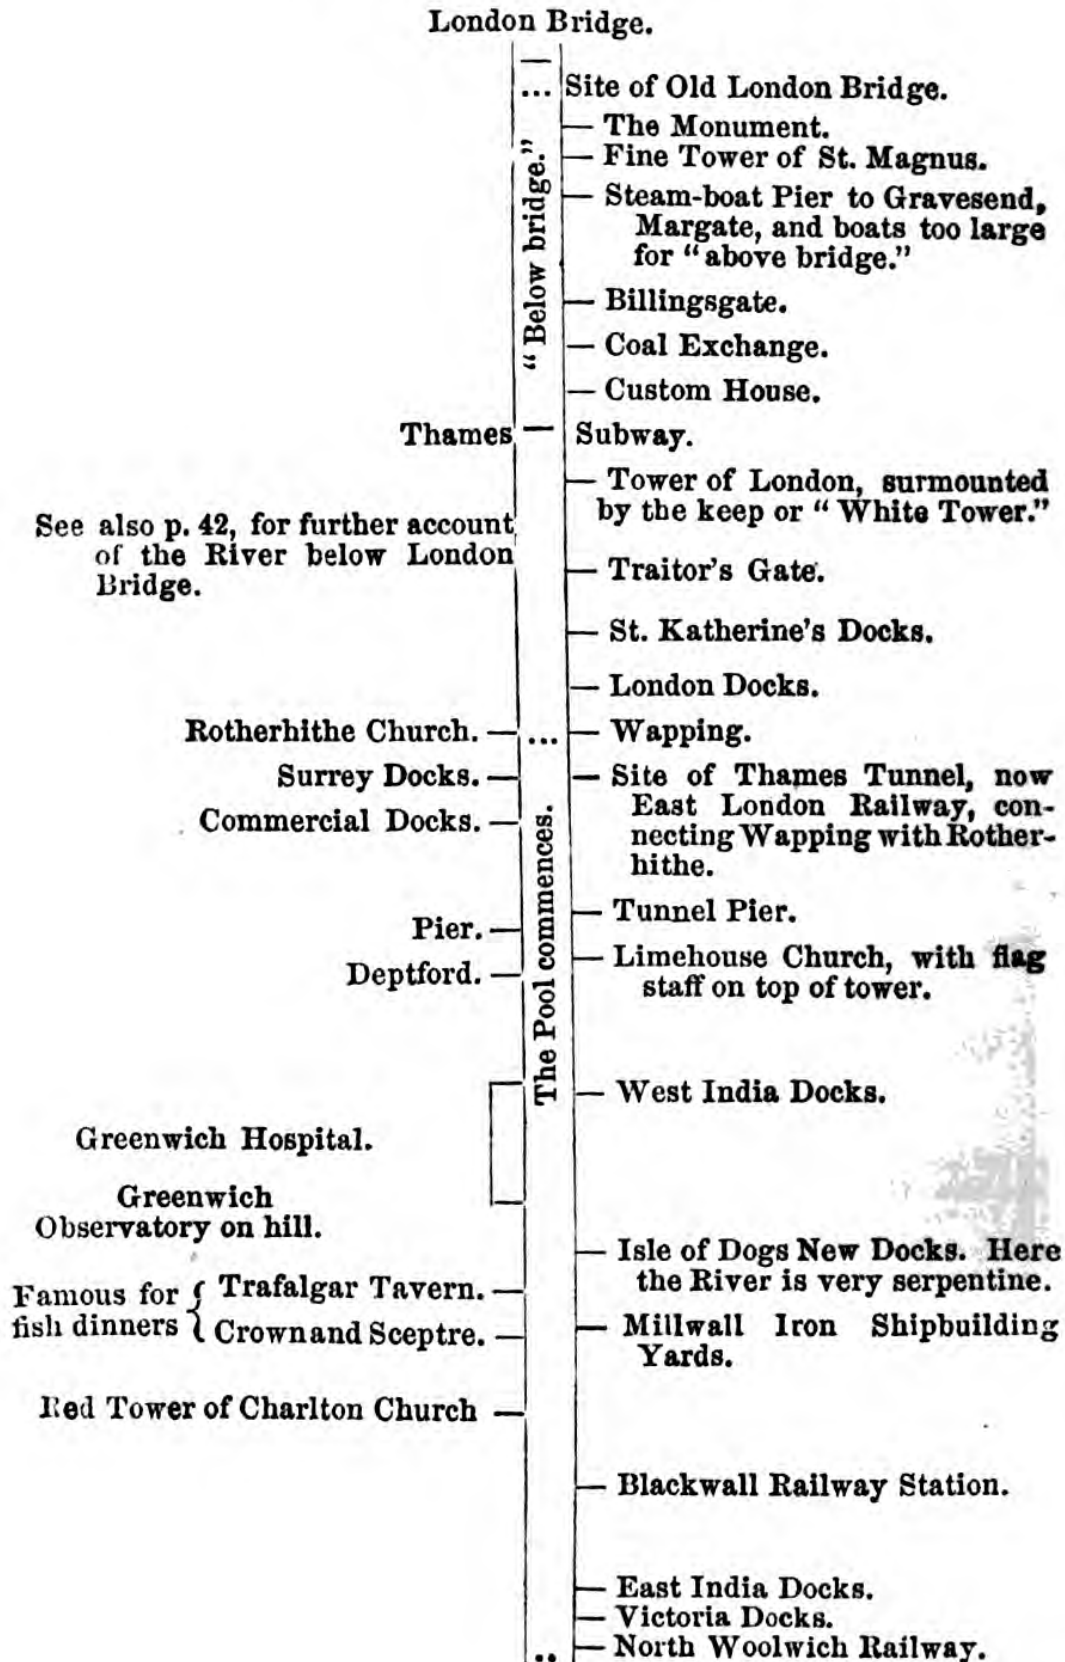 London Bridge.
... Site of Old London Bridge.
The Monument.
"Below bridge."
Fine Tower of St. Magnus.
Steam-boat Pier to Gravesend,
Margate, and boats too large
for "above bridge."
Billingsgate.
Coal Exchange.
Custom House.
Thames Subway.
Tower of London, surmounted
by the keep or "White Tower."
See also p. 42, for further account
of the River below London
Bridge.
Traitor's Gate.
St. Katherine's Docks.
London Docks.
Rotherhithe Church. — ... — Wapping.
Surrey Docks.
Site of Thames Tunnel, now
East London Railway, con-
necting Wapping with Rother-
hithe.
Commercial Docks.
The Pool commences.
Tunnel Pier.
Pier.
Limehouse Church, with flag
staff on top of tower.
Deptford.
West India Docks.
Greenwich Hospital.
Greenwich
Observatory on hill.
Isle of Dogs New Docks. Here
the River is very serpentine.
Famous for
fish dinners
Trafalgar Tavern.
Crown and Sceptre.
Millwall Iron Shipbuilding
Yards.
Red Tower of Charlton Church
Blackwall Railway Station.
East India Docks.
Victoria Docks.
North Woolwich Railway.